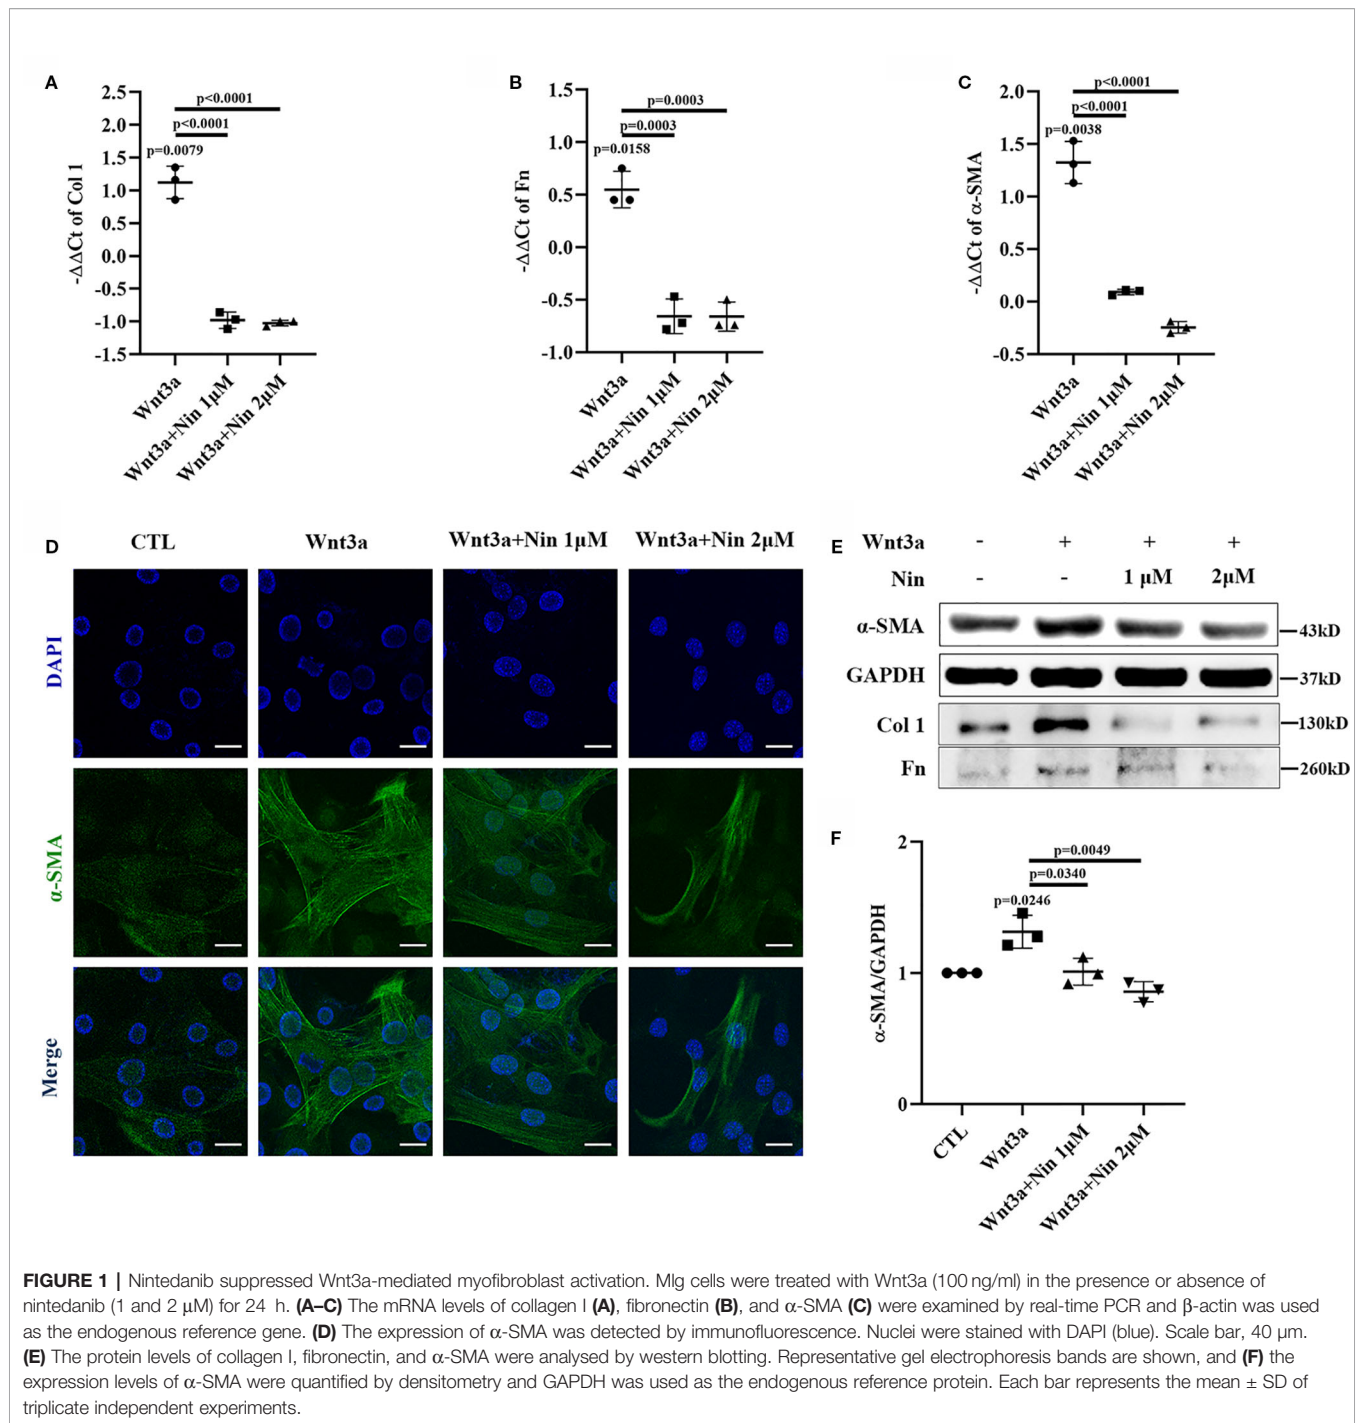 A
2.5
2.0
1.5
1.0
0.5
0.0
-0.5
-1.0
-1.5
-ΔΔCt of Col 1
p<0.0001
p<0.0001
p=0.0079
Wnt3a
Wnt3a+Nin 1μM
Wnt3a+Nin 2μM
B
1.5
1.0
0.5
0.0
-0.5
-1.0
-ΔΔCt of Fn
p=0.0003
p=0.0003
p=0.0158
Wnt3a
Wnt3a+Nin 1μM
Wnt3a+Nin 2μM
C
2.0
1.5
1.0
0.5
0.0
-0.5
-ΔΔCt of α-SMA
p<0.0001
p<0.0001
p=0.0038
Wnt3a
Wnt3a+Nin 1μM
Wnt3a+Nin 2μM
D
CTL Wnt3a Wnt3a+Nin 1μM Wnt3a+Nin 2μM
DAPI
α-SMA
Merge
E
Wnt3a - + + +
Nin - - 1 μM 2μM
α-SMA 43kD
GAPDH 37kD
Col 1 130kD
Fn 260kD
F
2
1
0
α-SMA/GAPDH
p=0.0049
p=0.0340
p=0.0246
CTL
Wnt3a
Wnt3a+Nin 1μM
Wnt3a+Nin 2μM
FIGURE 1 | Nintedanib suppressed Wnt3a-mediated myofibroblast activation. Mlg cells were treated with Wnt3a (100 ng/ml) in the presence or absence of
nintedanib (1 and 2 μM) for 24 h. (A–C) The mRNA levels of collagen I (A), fibronectin (B), and α-SMA (C) were examined by real-time PCR and β-actin was used
as the endogenous reference gene. (D) The expression of α-SMA was detected by immunofluorescence. Nuclei were stained with DAPI (blue). Scale bar, 40 μm.
(E) The protein levels of collagen I, fibronectin, and α-SMA were analysed by western blotting. Representative gel electrophoresis bands are shown, and (F) the
expression levels of α-SMA were quantified by densitometry and GAPDH was used as the endogenous reference protein. Each bar represents the mean ± SD of
triplicate independent experiments.